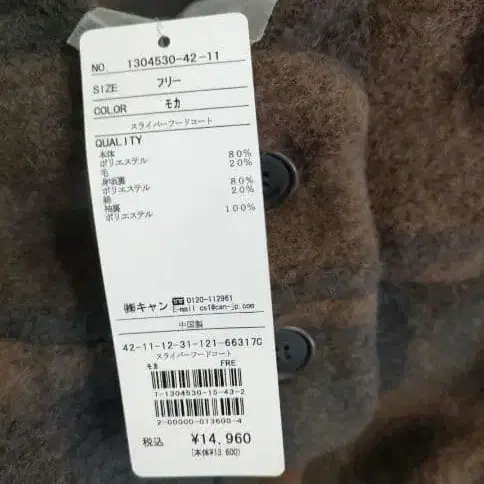 NO. 1304530-42-11
SIZE フリー
COLOR モカ
スライバーフードコート
QUALITY
本体
ポリエステル 80%
毛 20%
身頃裏
ポリエステル 80%
綿 20%
袖裏
ポリエステル 100%
㈱キャン 0120-112961
E-mail cs1@can-jp.com
中国製
42-11-12-31-121-66317C
スライバーフードコート
モカ FRE
T-1304530-15-43-2
2-00000-013600-4
税込 ¥14,960
(本体¥13,600)